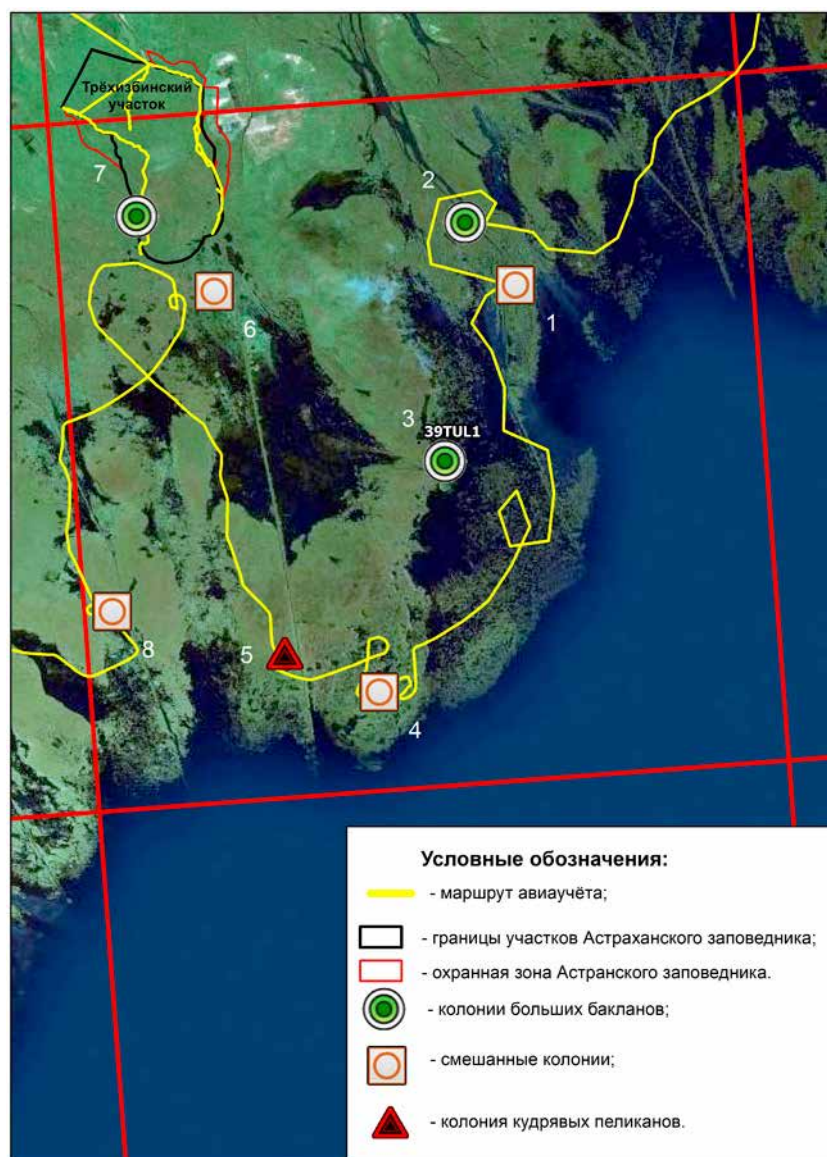 Трёхизбинский
участок
7
2
6
1
3
39TUL1
5
8
4
Условные обозначения:
- маршрут авиаучёта;
- границы участков Астраханского заповедника;
- охранная зона Астранского заповедника.
- колонии больших бакланов;
- смешанные колонии;
- колония кудрявых пеликанов.